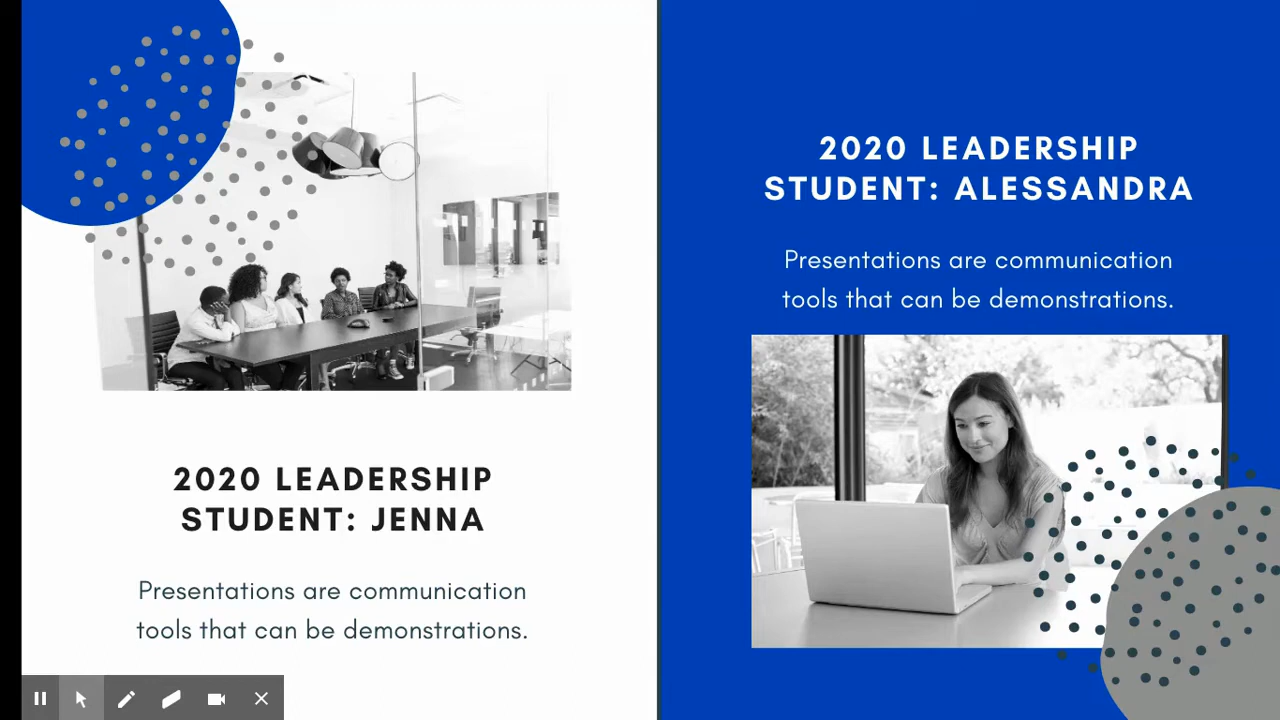 2020 LEADERSHIP
STUDENT: JENNA
Presentations are communication
tools that can be demonstrations.
2020 LEADERSHIP
STUDENT: ALESSANDRA
Presentations are communication
tools that can be demonstrations.